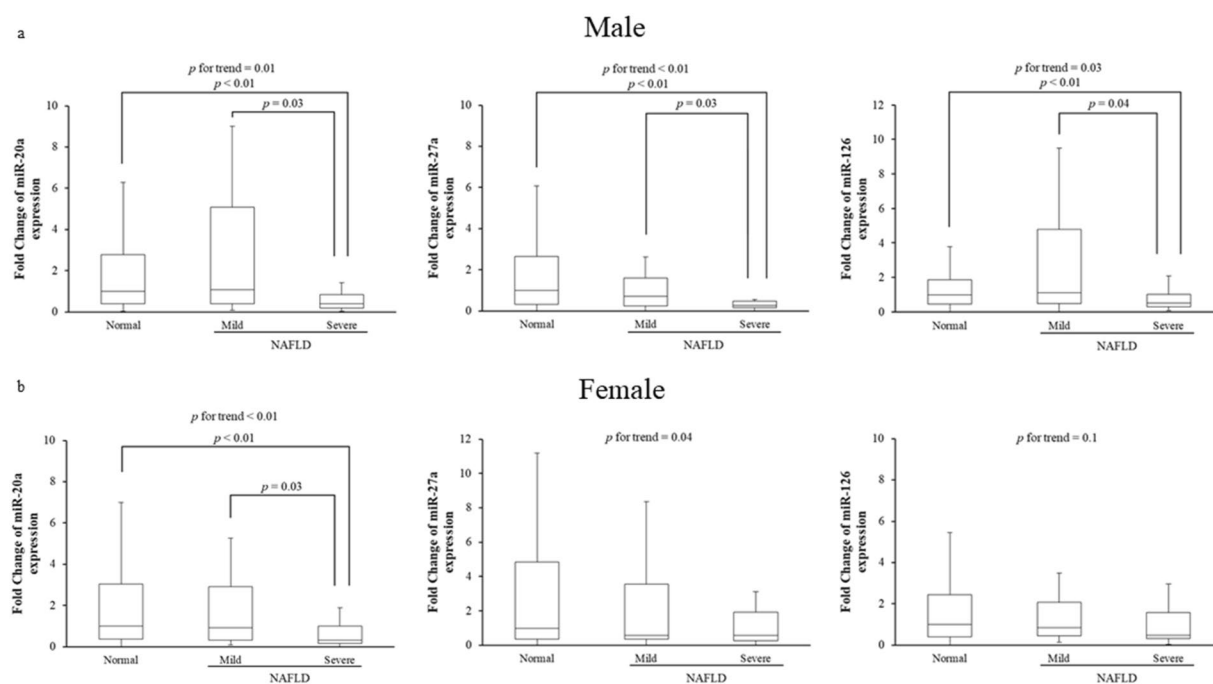 a
Male
p for trend = 0.01
p < 0.01
p = 0.03
Fold Change of miR-20a
expression
10
8
6
4
2
0
Normal
Mild
Severe
NAFLD
p for trend < 0.01
p < 0.01
p = 0.03
Fold Change of miR-27a
expression
10
8
6
4
2
0
Normal
Mild
Severe
NAFLD
p for trend = 0.03
p < 0.01
p = 0.04
Fold Change of miR-126
expression
12
10
8
6
4
2
0
Normal
Mild
Severe
NAFLD
b
Female
p for trend < 0.01
p < 0.01
p = 0.03
Fold Change of miR-20a
expression
10
8
6
4
2
0
Normal
Mild
Severe
NAFLD
p for trend = 0.04
Fold Change of miR-27a
expression
12
10
8
6
4
2
0
Normal
Mild
Severe
NAFLD
p for trend = 0.1
Fold Change of miR-126
expression
10
8
6
4
2
0
Normal
Mild
Severe
NAFLD